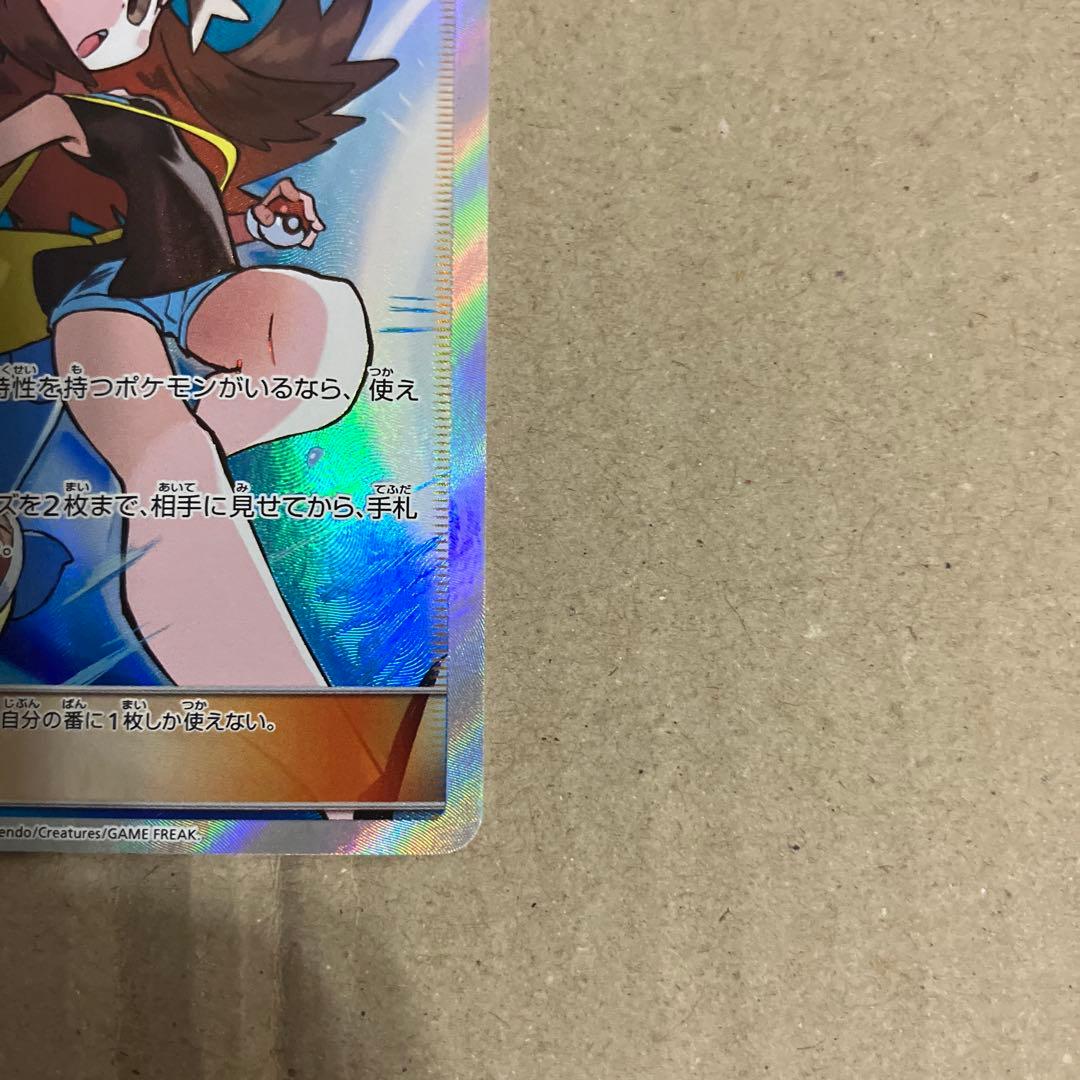 特性を持つポケモンがいるなら、使え
ズを2枚まで、相手に見せてから、手札
。
自分の番に1枚しか使えない。
endo/Creatures/GAME FREAK.